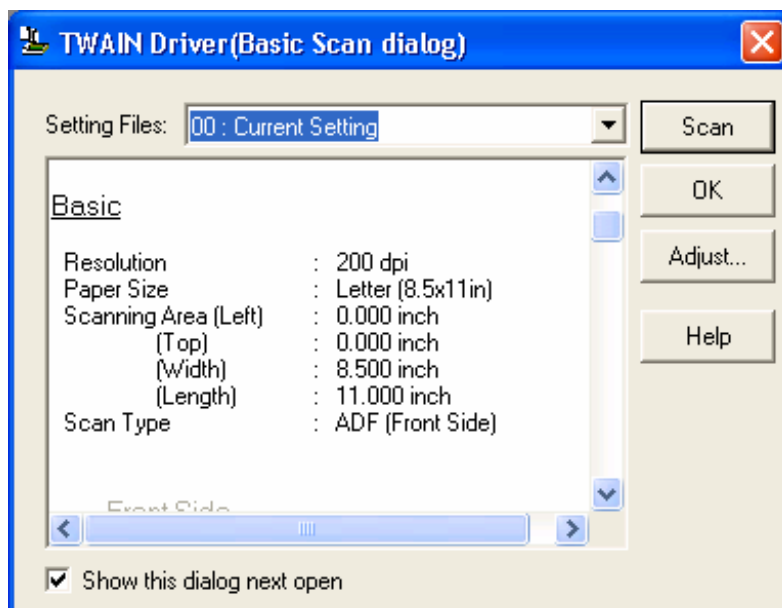 TWAIN Driver(Basic Scan dialog)
Setting Files: 00 : Current Setting
Scan
OK
Adjust...
Help
Basic
Resolution : 200 dpi
Paper Size : Letter (8.5x11in)
Scanning Area (Left) : 0.000 inch
(Top) : 0.000 inch
(Width) : 8.500 inch
(Length) : 11.000 inch
Scan Type : ADF (Front Side)
Front Side
Show this dialog next open